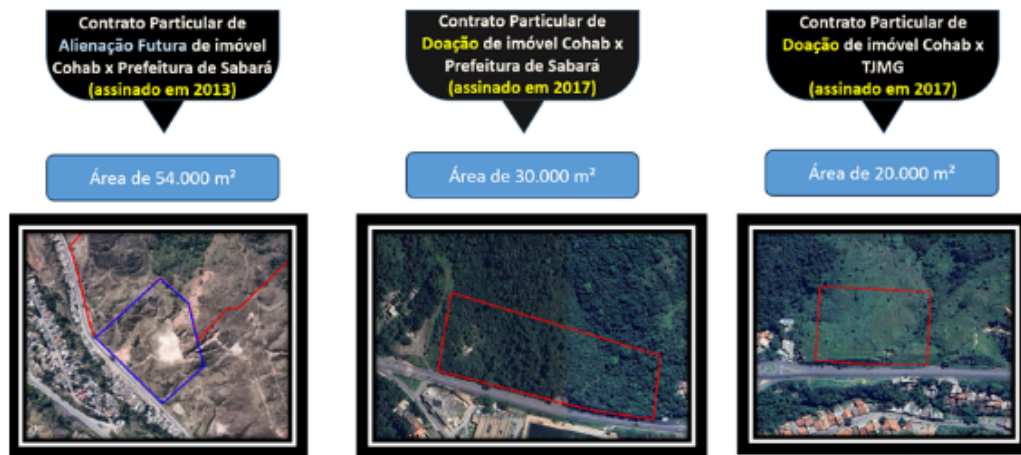 Contrato Particular de
Alienação Futura de imóvel
Cohab x Prefeitura de Sabará
(assinado em 2013)
Área de 54.000 m²
Contrato Particular de
Doação de imóvel Cohab x
Prefeitura de Sabará
(assinado em 2017)
Área de 30.000 m²
Contrato Particular de
Doação de imóvel Cohab x
TJMG
(assinado em 2017)
Área de 20.000 m²